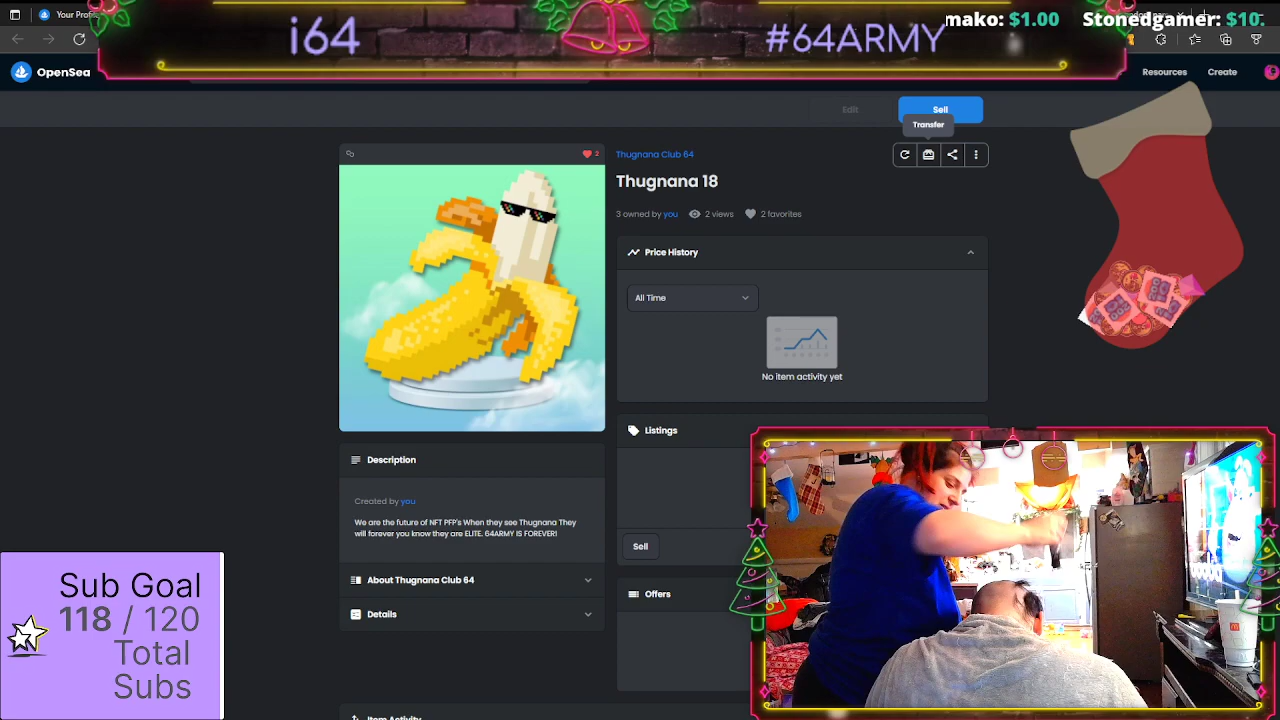 Your Profi
i64
#64ARMY
mako: $1.00 Stonedgamer: $10.
OpenSea
Resources
Create
Edit
Sell
Transfer
2
Thugnana Club 64
Thugnana 18
3 owned by you
2 views
2 favorites
Price History
All Time
No item activity yet
Listings
Sell
Offers
Description
Created by you
We are the future of NFT PFP's When they see Thugnana They
will forever you know they are ELITE. 64ARMY IS FOREVER!
About Thugnana Club 64
Details
Item Activity
Sub Goal
118 / 120
Total
Subs